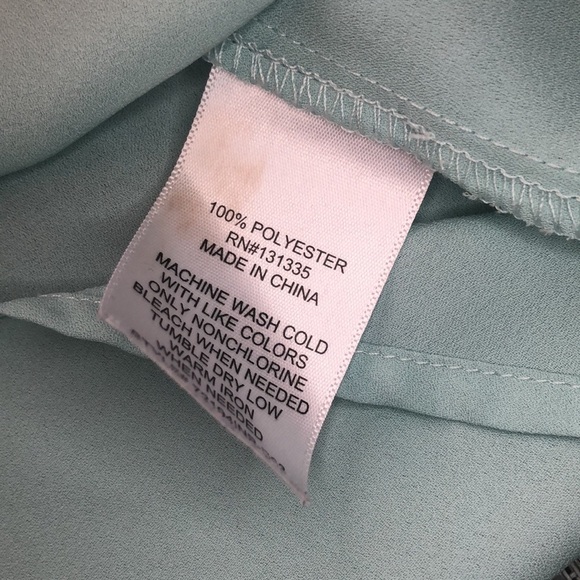 100% POLYESTER
RN#131335
MADE IN CHINA
MACHINE WASH COLD
WITH LIKE COLORS
ONLY NONCHLORINE
BLEACH WHEN NEEDED
TUMBLE DRY LOW
WARM IRON
WHEN NEEDED